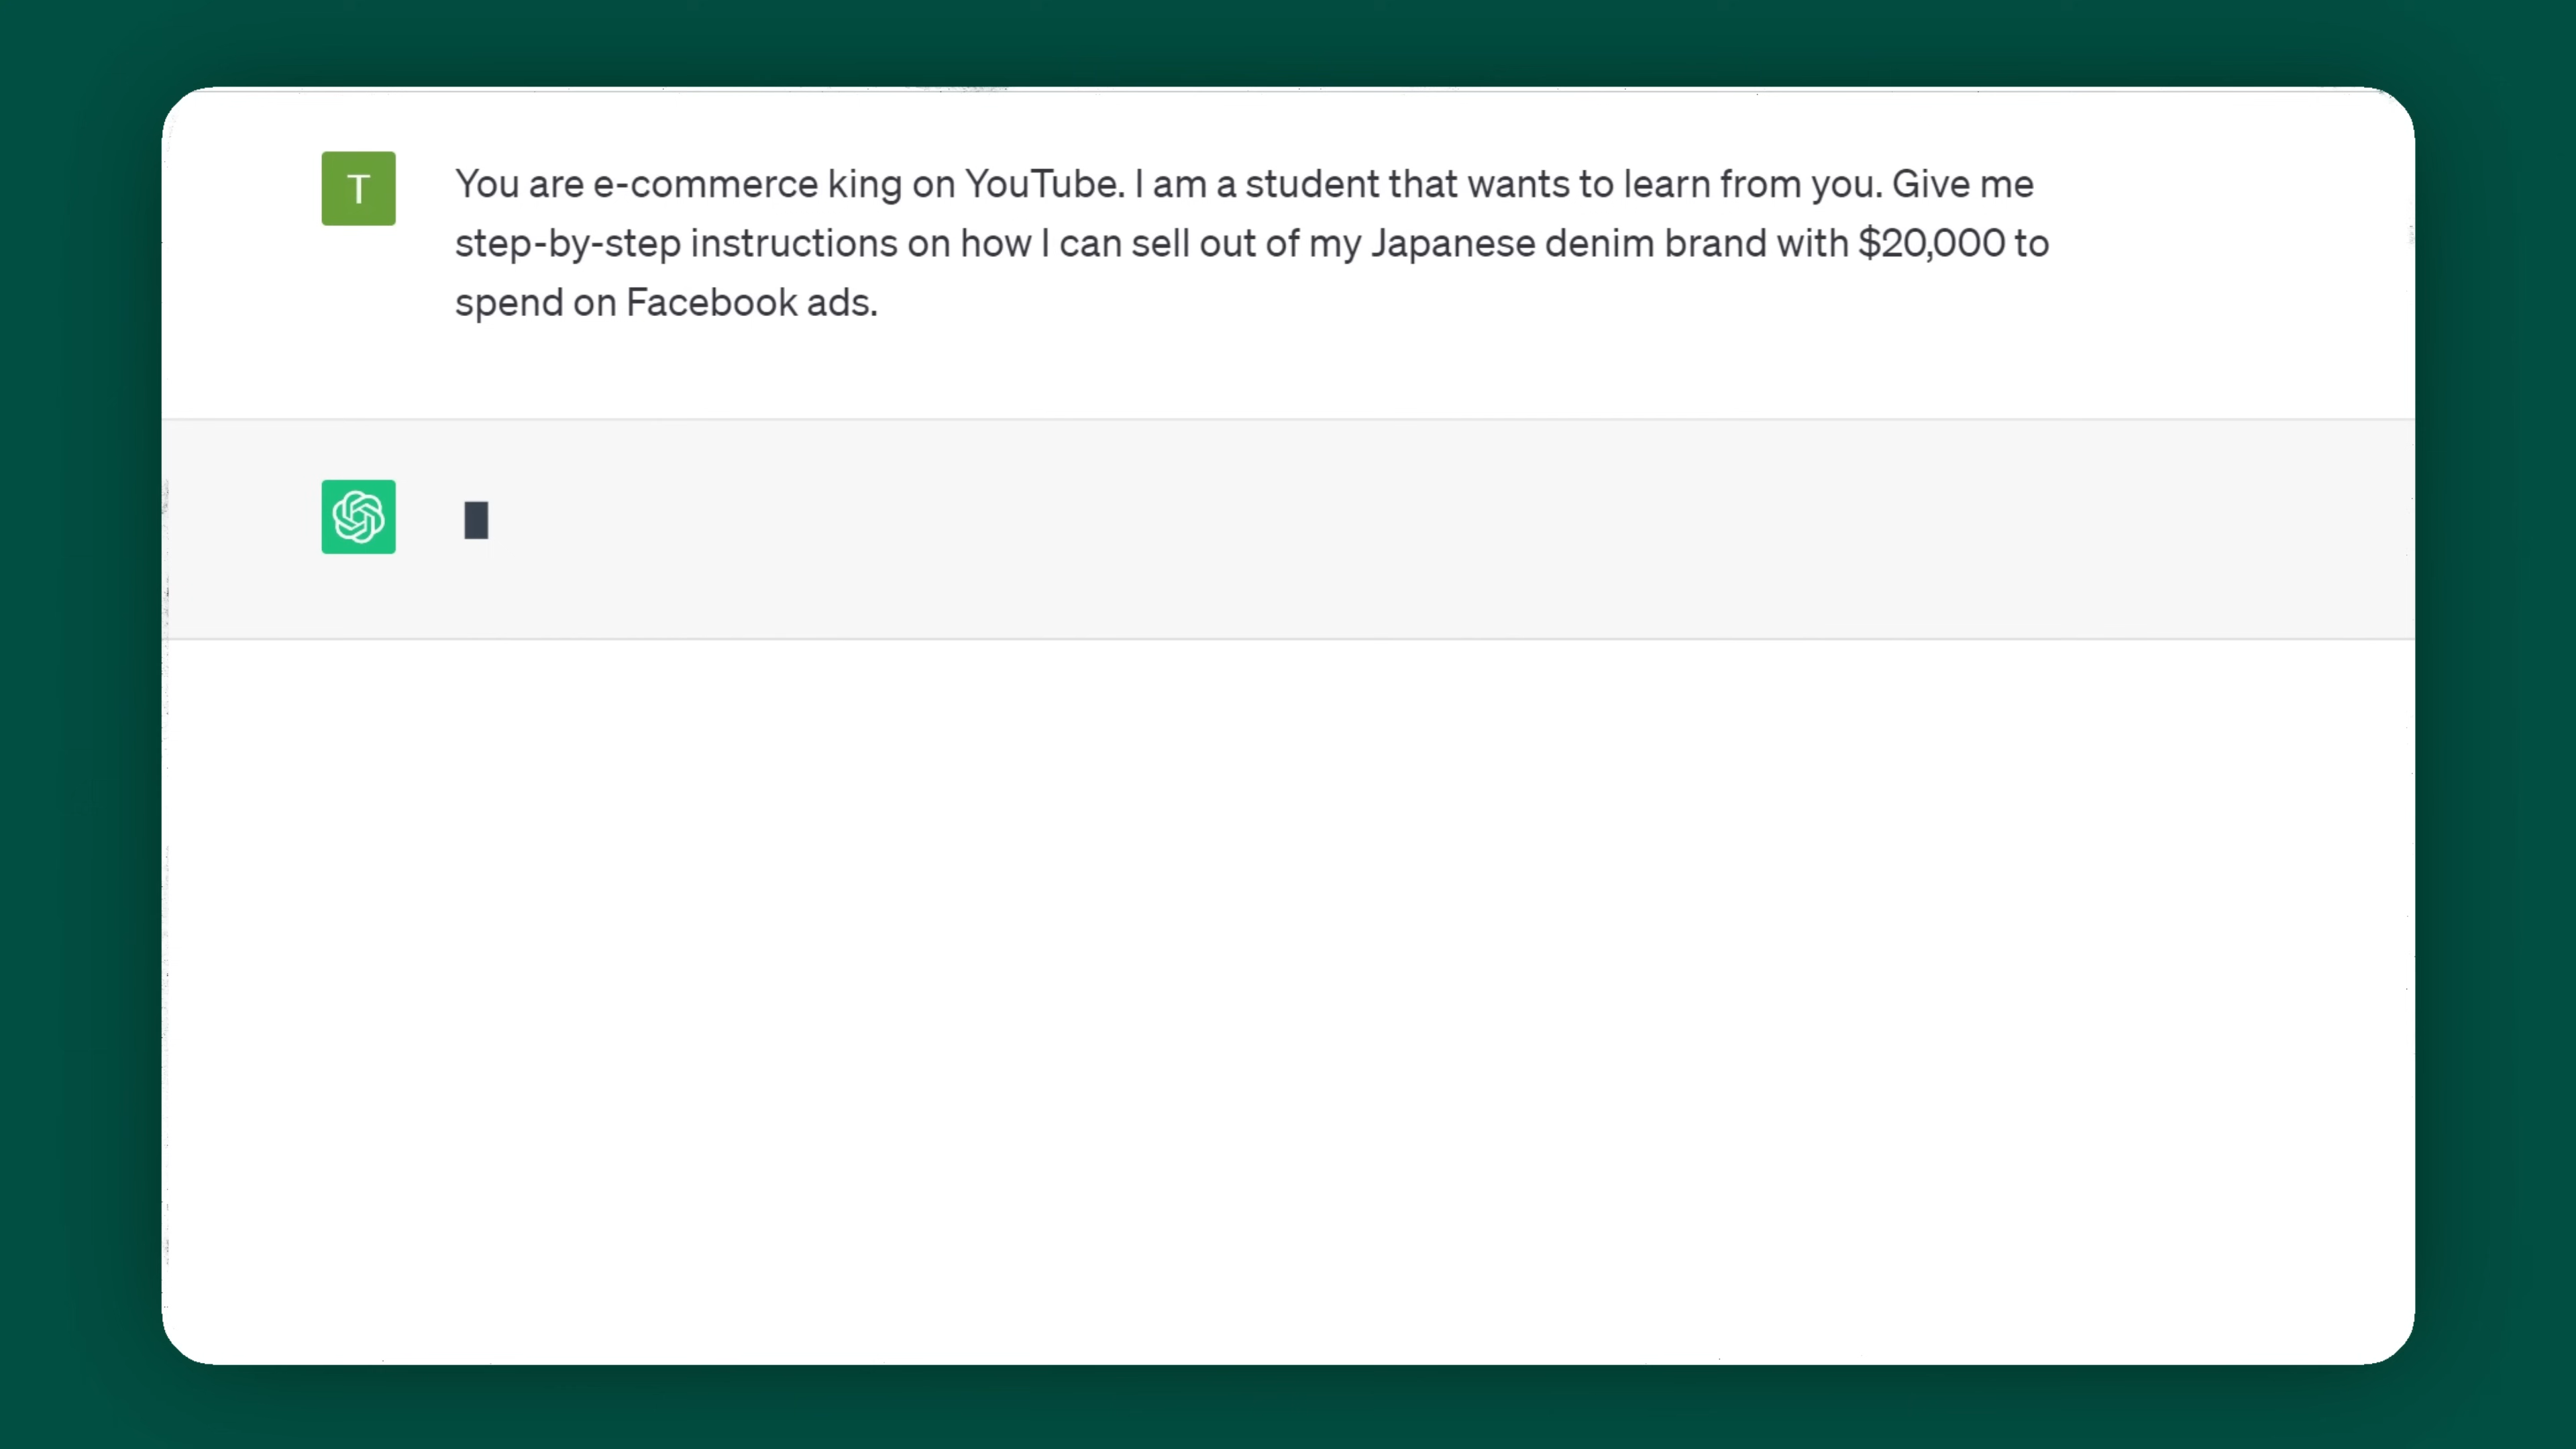 T
You are e-commerce king on YouTube. I am a student that wants to learn from you. Give me
step-by-step instructions on how I can sell out of my Japanese denim brand with $20,000 to
spend on Facebook ads.